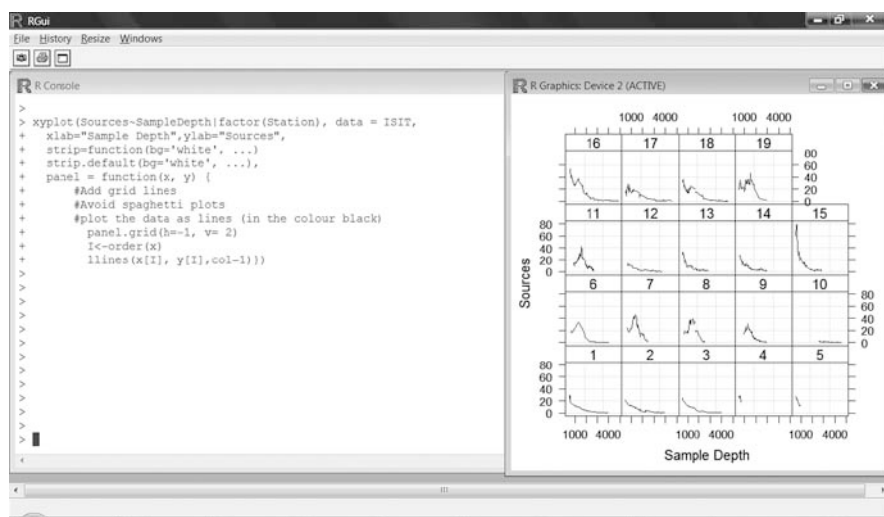 RGui
File History Resize Windows
R Console
>
> xyplot(Sources~SampleDepth|factor(Station), data = ISIT,
+ xlab="Sample Depth",ylab="Sources",
+ strip=function(bg='white', ...)
+ strip.default(bg='white', ...),
+ panel = function(x, y) {
+ #Add grid lines
+ #Avoid spaghetti plots
+ #plot the data as lines (in the colour black)
+ panel.grid(h=-1, v= 2)
+ I<-order(x)
+ llines(x[I], y[I],col=1)})
>
>
>
>
>
>
>
>
>
>
>
>
>
R Graphics: Device 2 (ACTIVE)
1000 4000 1000 4000
16 17 18 19
80
60
40
20
0
11 12 13 14 15
80
60
40
20
0
6 7 8 9 10
80
60
40
20
0
1 2 3 4 5
80
60
40
20
0
Sources
1000 4000 1000 4000 1000 4000
Sample Depth